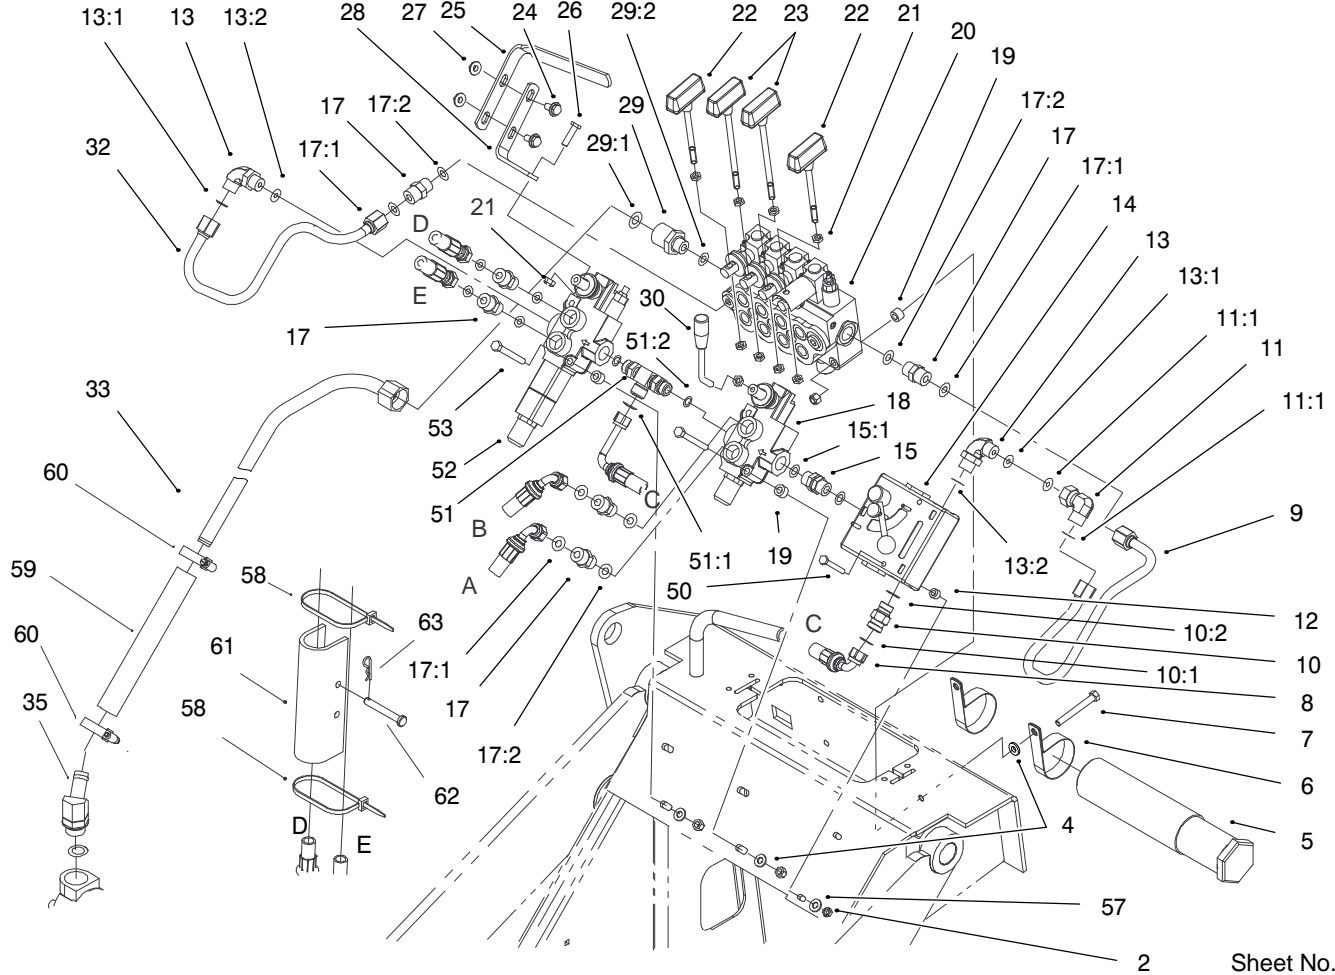 13:1 13 13:2 28 27 25 24 26 29:2 22 23 22 21 20 19
17:2
17
17:2 17 29 17:1
32 17:1 29:1 14
13
21 D 13:1
E 30 11:1
11
17 51:2 11:1
33 53 18
15:1
60 52 15
51 C 9
B
59 58 A 51:1 19 13:2
50 12
63 C 10:2
61 17:1 10
60 10:1 8
58 17
35 17:2 7
62 6
D 4 5
E
57
2 Sheet No.